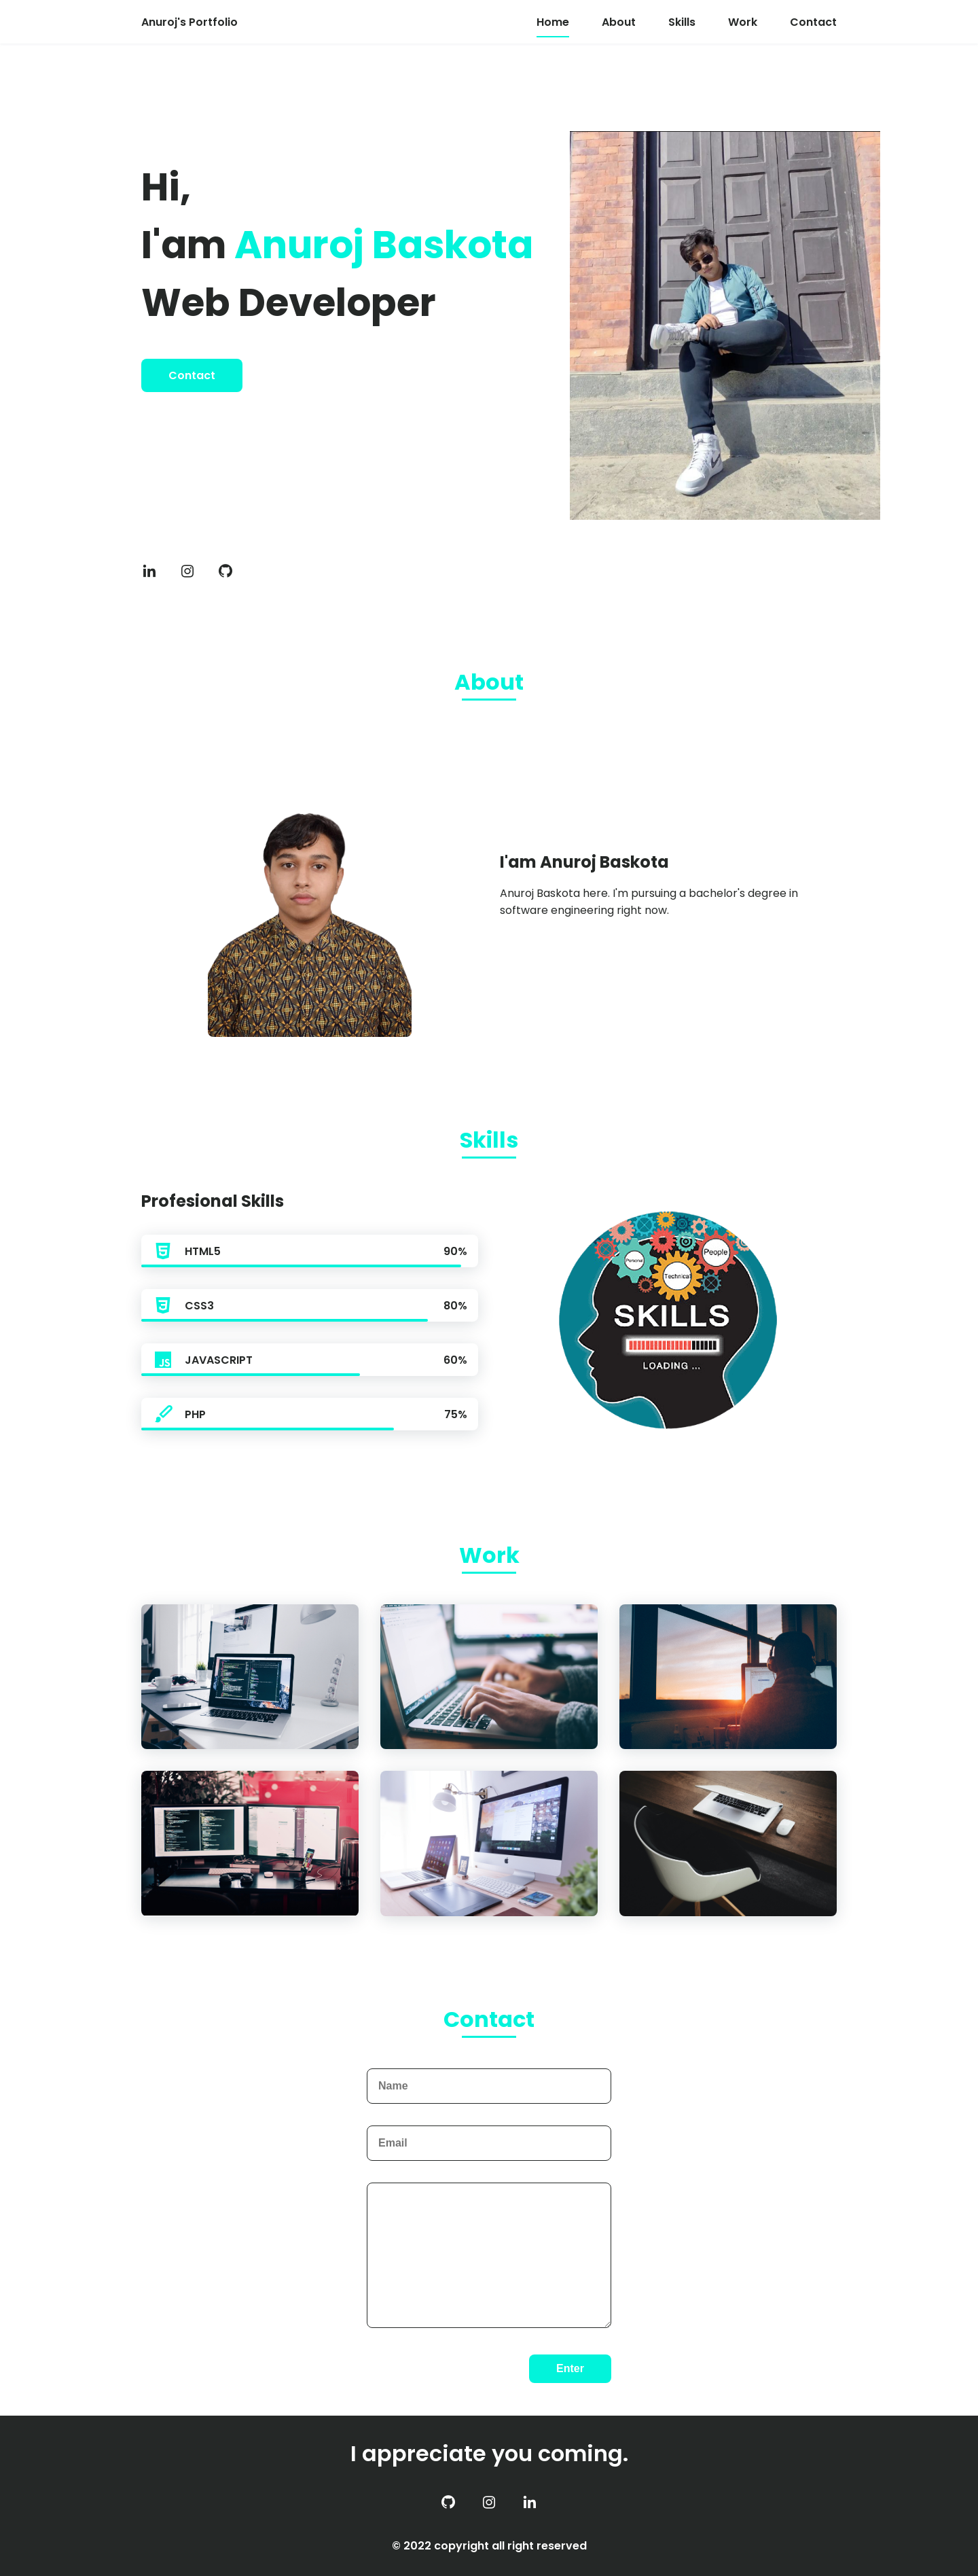 Anuroj's Portfolio
Home
About
Skills
Work
Contact
Hi,
I'am Anuroj Baskota
Web Developer
Contact
About
I'am Anuroj Baskota
Anuroj Baskota here. I'm pursuing a bachelor's degree in
software engineering right now.
Skills
Profesional Skills
HTML5 90%
CSS3 80%
JS JAVASCRIPT 60%
PHP 75%
Personal
Technical
People
SKILLS
LOADING ...
Work
Contact
Name
Email
Enter
I appreciate you coming.
© 2022 copyright all right reserved